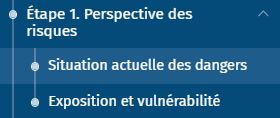 Étape 1. Perspective des
risques
Situation actuelle des dangers
Exposition et vulnérabilité